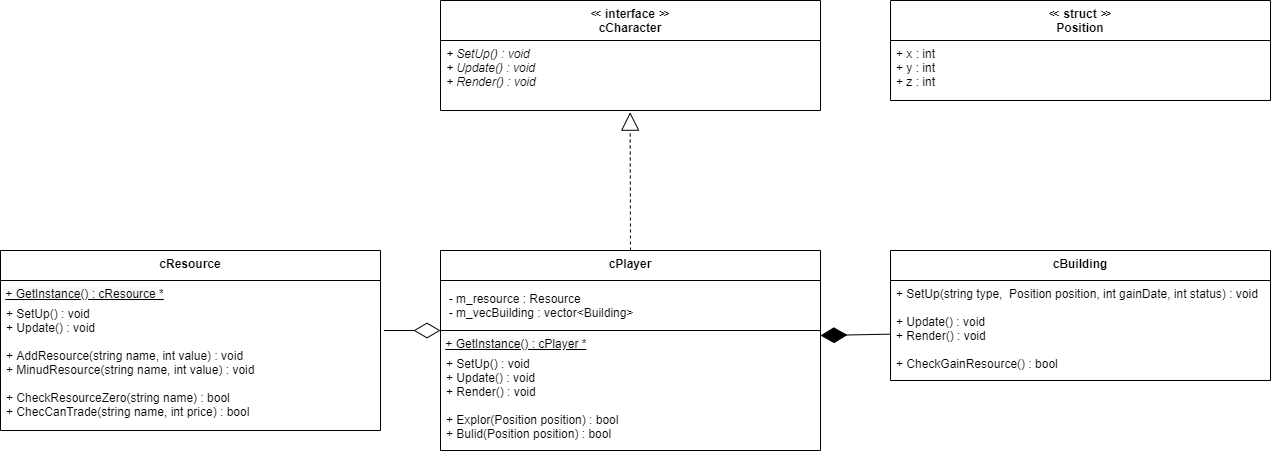 << interface >>
cCharacter
+ SetUp() : void
+ Update() : void
+ Render() : void
<< struct >>
Position
+ x : int
+ y : int
+ z : int
cResource
+ GetInstance() : cResource *
+ SetUp() : void
+ Update() : void
+ AddResource(string name, int value) : void
+ MinudResource(string name, int value) : void
+ CheckResourceZero(string name) : bool
+ ChecCanTrade(string name, int price) : bool
cPlayer
- m_resource : Resource
- m_vecBuilding : vector<Building>
+ GetInstance() : cPlayer *
+ SetUp() : void
+ Update() : void
+ Render() : void
+ Explor(Position position) : bool
+ Bulid(Position position) : bool
cBuilding
+ SetUp(string type,  Position position, int gainDate, int status) : void
+ Update() : void
+ Render() : void
+ CheckGainResource() : bool